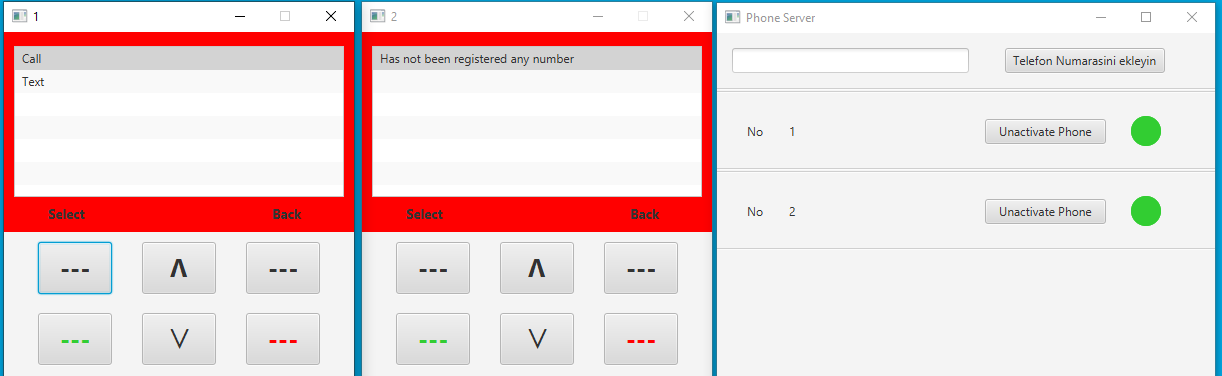 1
Call
Text
Select Back
--- Λ ---
--- V ---
2
Has not been registered any number
Select Back
--- Λ ---
--- V ---
Phone Server
Telefon Numarasini ekleyin
No 1 Unactivate Phone
No 2 Unactivate Phone